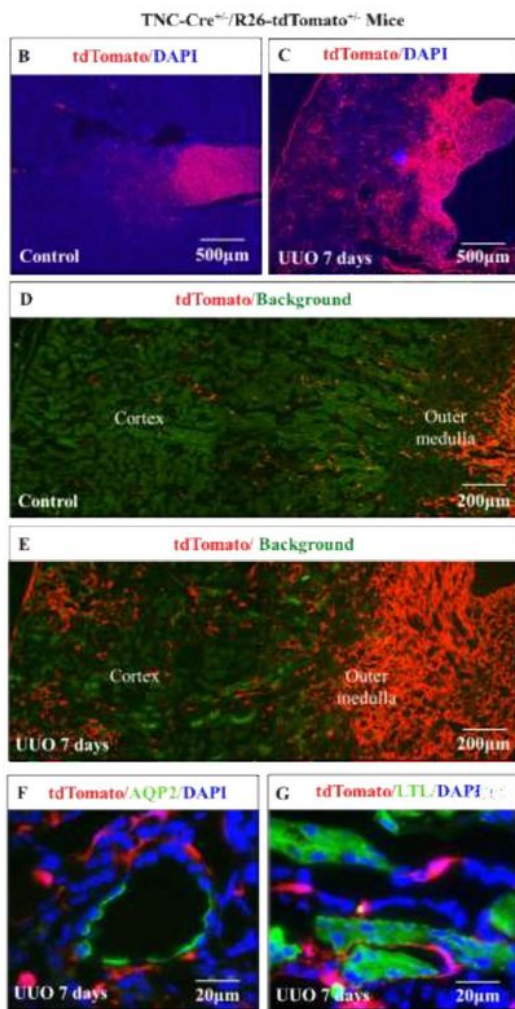 TNC-Cre+/-/R26-tdTomato+/- Mice
B tdTomato/DAPI
Control
500μm
C tdTomato/DAPI
UUO 7 days
500μm
D tdTomato/Background
Cortex
Outer
medulla
Control
200μm
E tdTomato/ Background
Cortex
Outer
medulla
UUO 7 days
200μm
F tdTomato/AQP2/DAPI
UUO 7 days
20μm
G tdTomato/LTL/DAPI
UUO 7 days
20μm